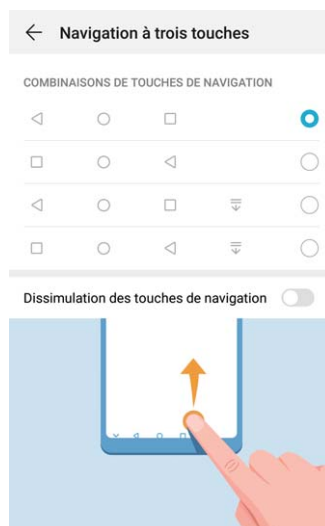 Navigation à trois touches
COMBINAISONS DE TOUCHES DE NAVIGATION
Dissimulation des touches de navigation